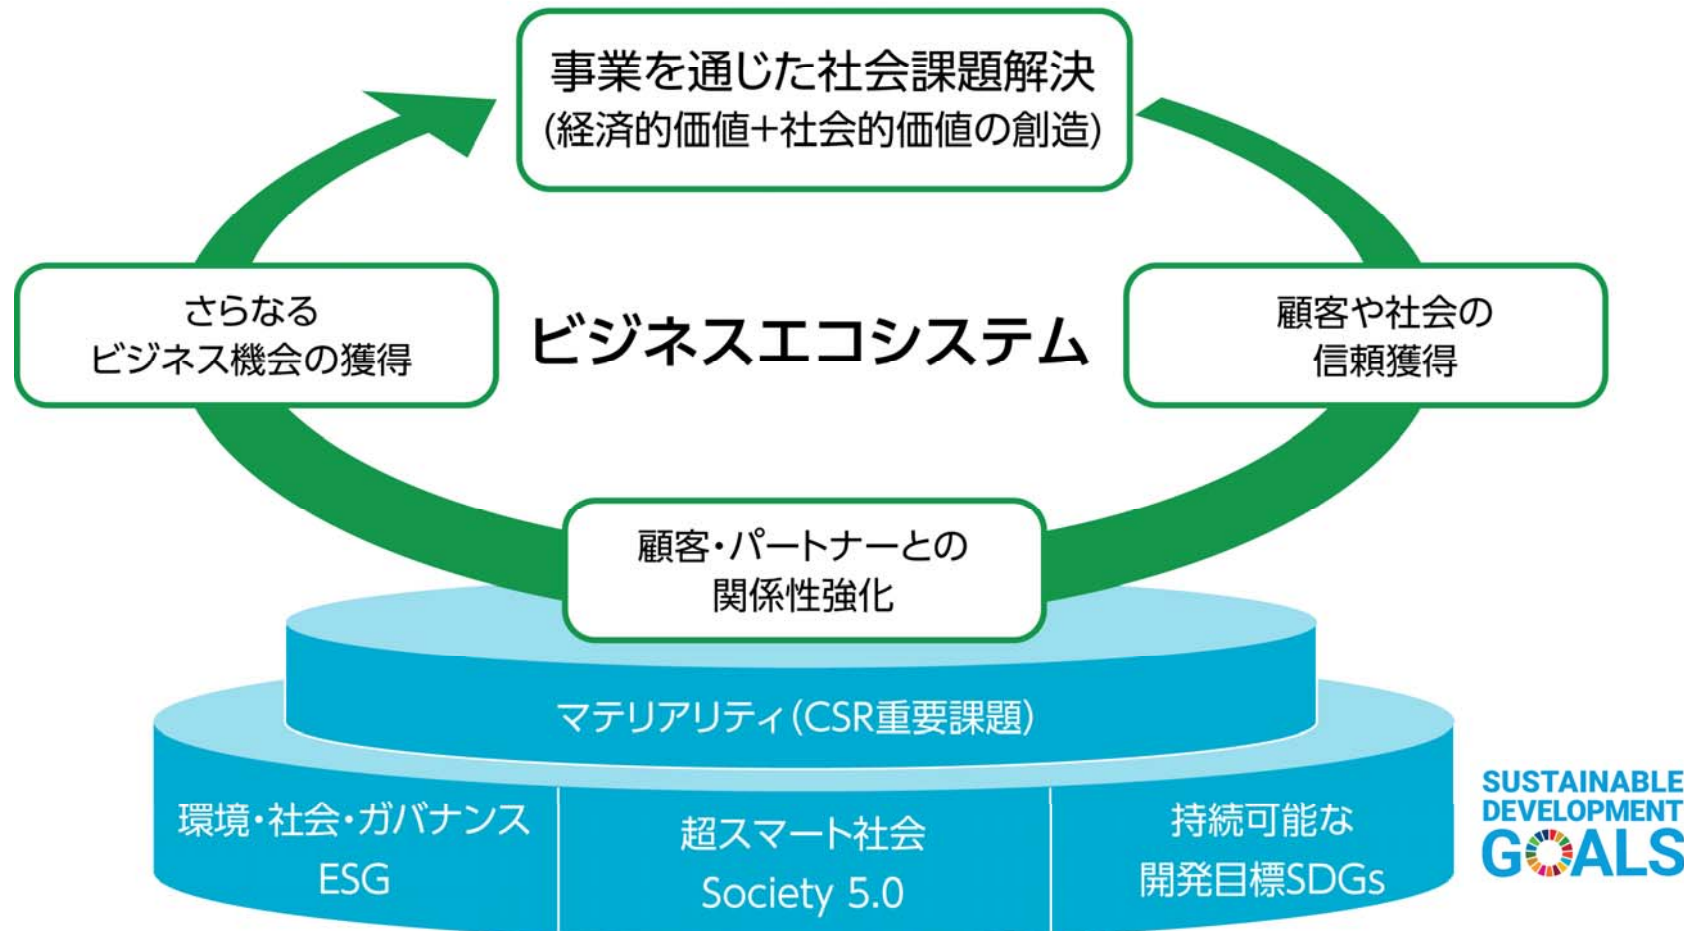 事業を通じた社会課題解決
(経済的価値+社会的価値の創造)
さらなる
ビジネス機会の獲得
ビジネスエコシステム
顧客や社会の
信頼獲得
顧客・パートナーとの
関係性強化
マテリアリティ(CSR重要課題)
環境・社会・ガバナンス
ESG
超スマート社会
Society 5.0
持続可能な
開発目標SDGs
SUSTAINABLE
DEVELOPMENT
GOALS